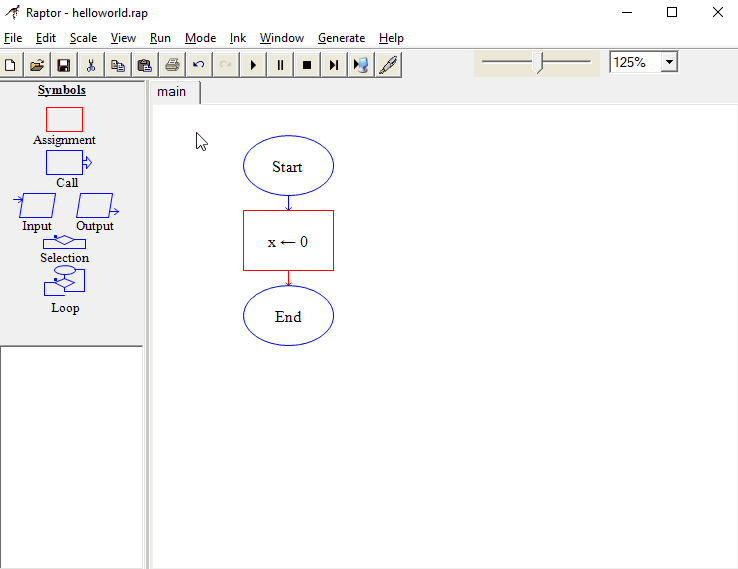 Raptor - helloworld.rap
File Edit Scale View Run Mode Ink Window Generate Help
125%
Symbols
Assignment
Call
Input Output
Selection
Loop
main
Start
x ← 0
End